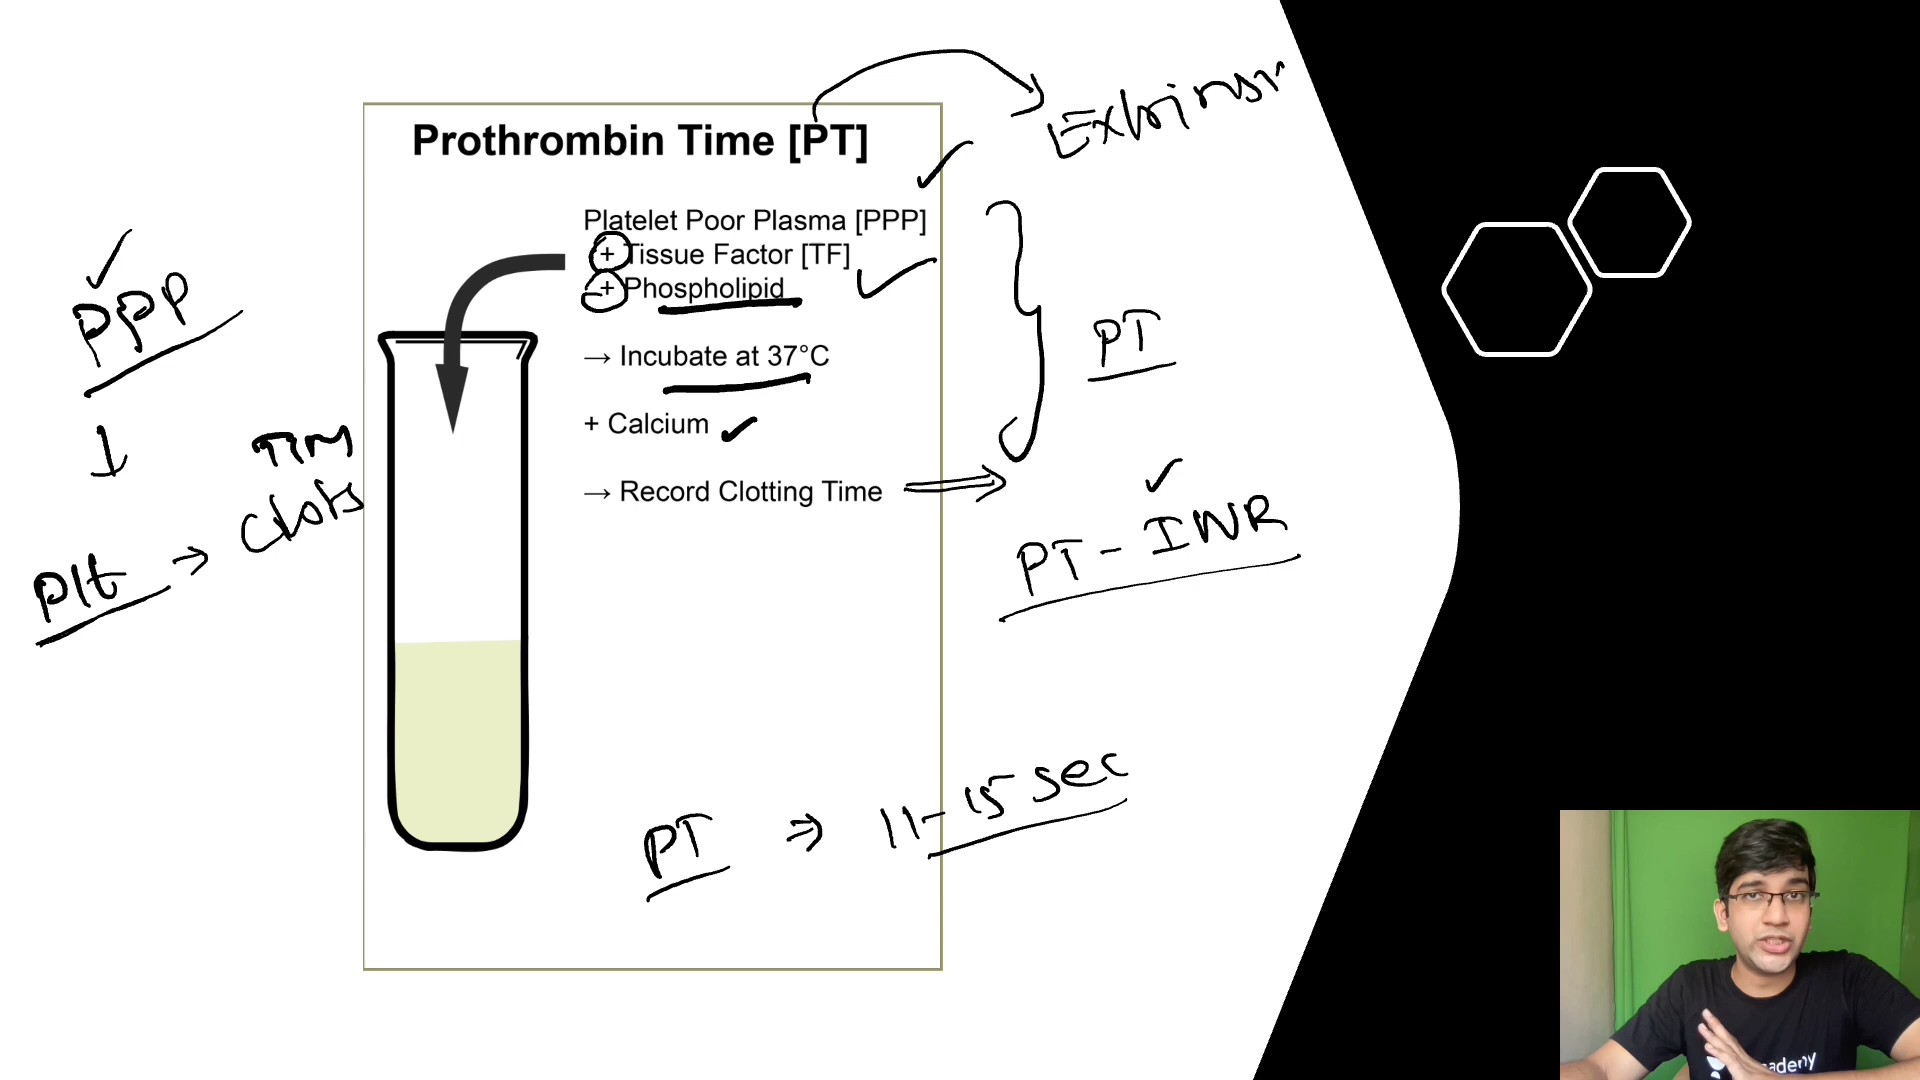 Prothrombin Time [PT]
Platelet Poor Plasma [PPP]
+ Tissue Factor [TF]
+ Phospholipid
→ Incubate at 37°C
+ Calcium ✓
→ Record Clotting Time
PPP
Plt →
clots
PT
PT - INR
PT ⇒ 11-15 sec